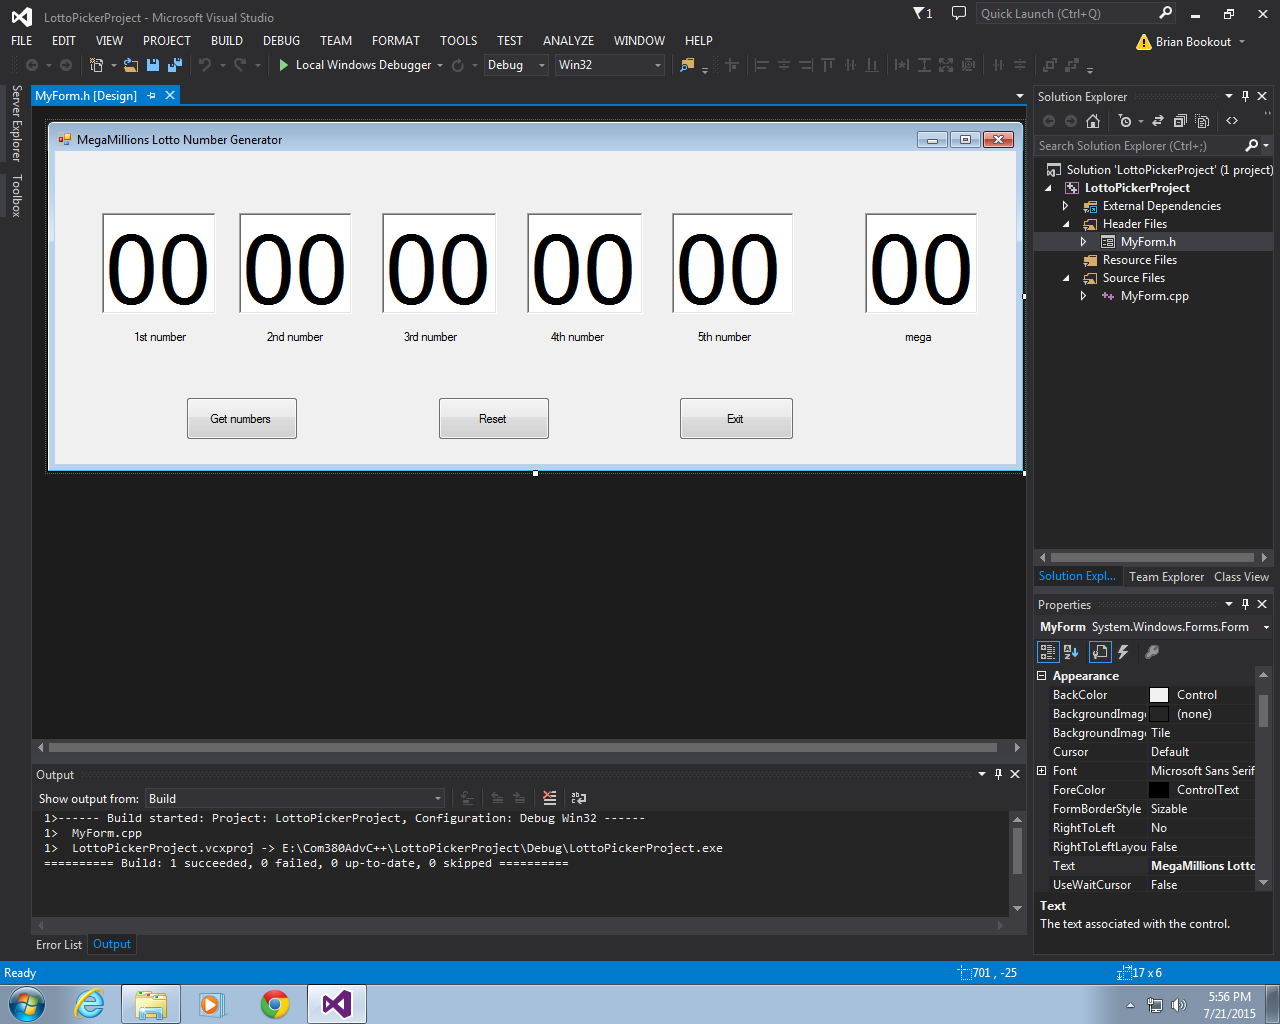 LottoPickerProject - Microsoft Visual Studio
1
Quick Launch (Ctrl+Q)
FILE EDIT VIEW PROJECT BUILD DEBUG TEAM FORMAT TOOLS TEST ANALYZE WINDOW HELP
Brian Bookout
Local Windows Debugger Debug Win32
Server Explorer
Toolbox
MyForm.h [Design]
MegaMillions Lotto Number Generator
00 00 00 00 00 00
1st number 2nd number 3rd number 4th number 5th number mega
Get numbers Reset Exit
Solution Explorer
Search Solution Explorer (Ctrl+;)
Solution 'LottoPickerProject' (1 project)
LottoPickerProject
External Dependencies
Header Files
MyForm.h
Resource Files
Source Files
MyForm.cpp
Solution Expl... Team Explorer Class View
Properties
MyForm System.Windows.Forms.Form
Appearance
BackColor Control
BackgroundImag (none)
BackgroundImag Tile
Cursor Default
Font Microsoft Sans Serif
ForeColor ControlText
FormBorderStyle Sizable
RightToLeft No
RightToLeftLayou False
Text MegaMillions Lotto
UseWaitCursor False
Text
The text associated with the control.
Output
Show output from: Build
1>------ Build started: Project: LottoPickerProject, Configuration: Debug Win32 ------
1>  MyForm.cpp
1>  LottoPickerProject.vcxproj -> E:\Com380AdvC++\LottoPickerProject\Debug\LottoPickerProject.exe
========== Build: 1 succeeded, 0 failed, 0 up-to-date, 0 skipped ==========
Error List Output
Ready 701 , -25 17 x 6
5:56 PM
7/21/2015